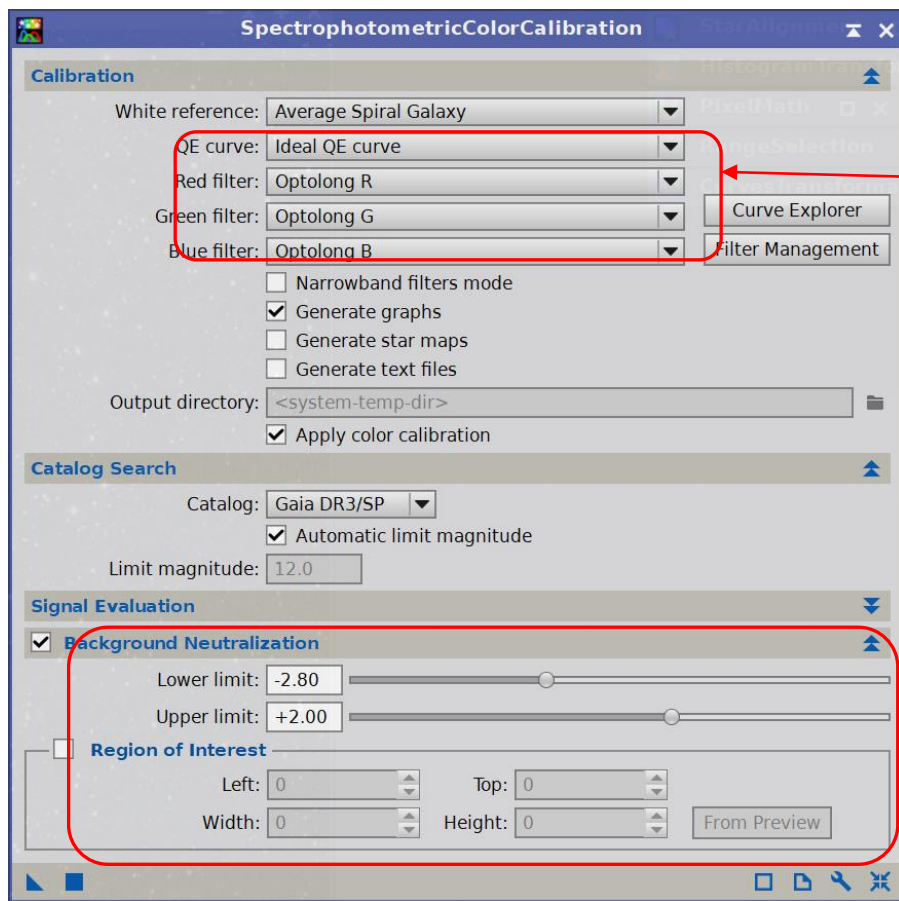 SpectrophotometricColorCalibration
Calibration
White reference: Average Spiral Galaxy
QE curve: Ideal QE curve
Red filter: Optolong R
Green filter: Optolong G
Curve Explorer
Blue filter: Optolong B
Filter Management
Narrowband filters mode
Generate graphs
Generate star maps
Generate text files
Output directory: <system-temp-dir>
Apply color calibration
Catalog Search
Catalog: Gaia DR3/SP
Automatic limit magnitude
Limit magnitude: 12.0
Signal Evaluation
Background Neutralization
Lower limit: -2.80
Upper limit: +2.00
Region of Interest
Left: 0 Top: 0
Width: 0 Height: 0 From Preview